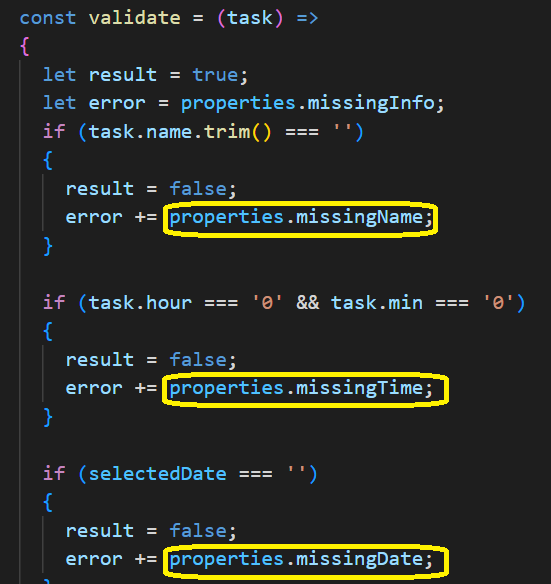 const validate = (task) =>
{
let result = true;
let error = properties.missingInfo;
if (task.name.trim() === '')
{
result = false;
error += properties.missingName;
}
if (task.hour === '0' && task.min === '0')
{
result = false;
error += properties.missingTime;
}
if (selectedDate === '')
{
result = false;
error += properties.missingDate;
}